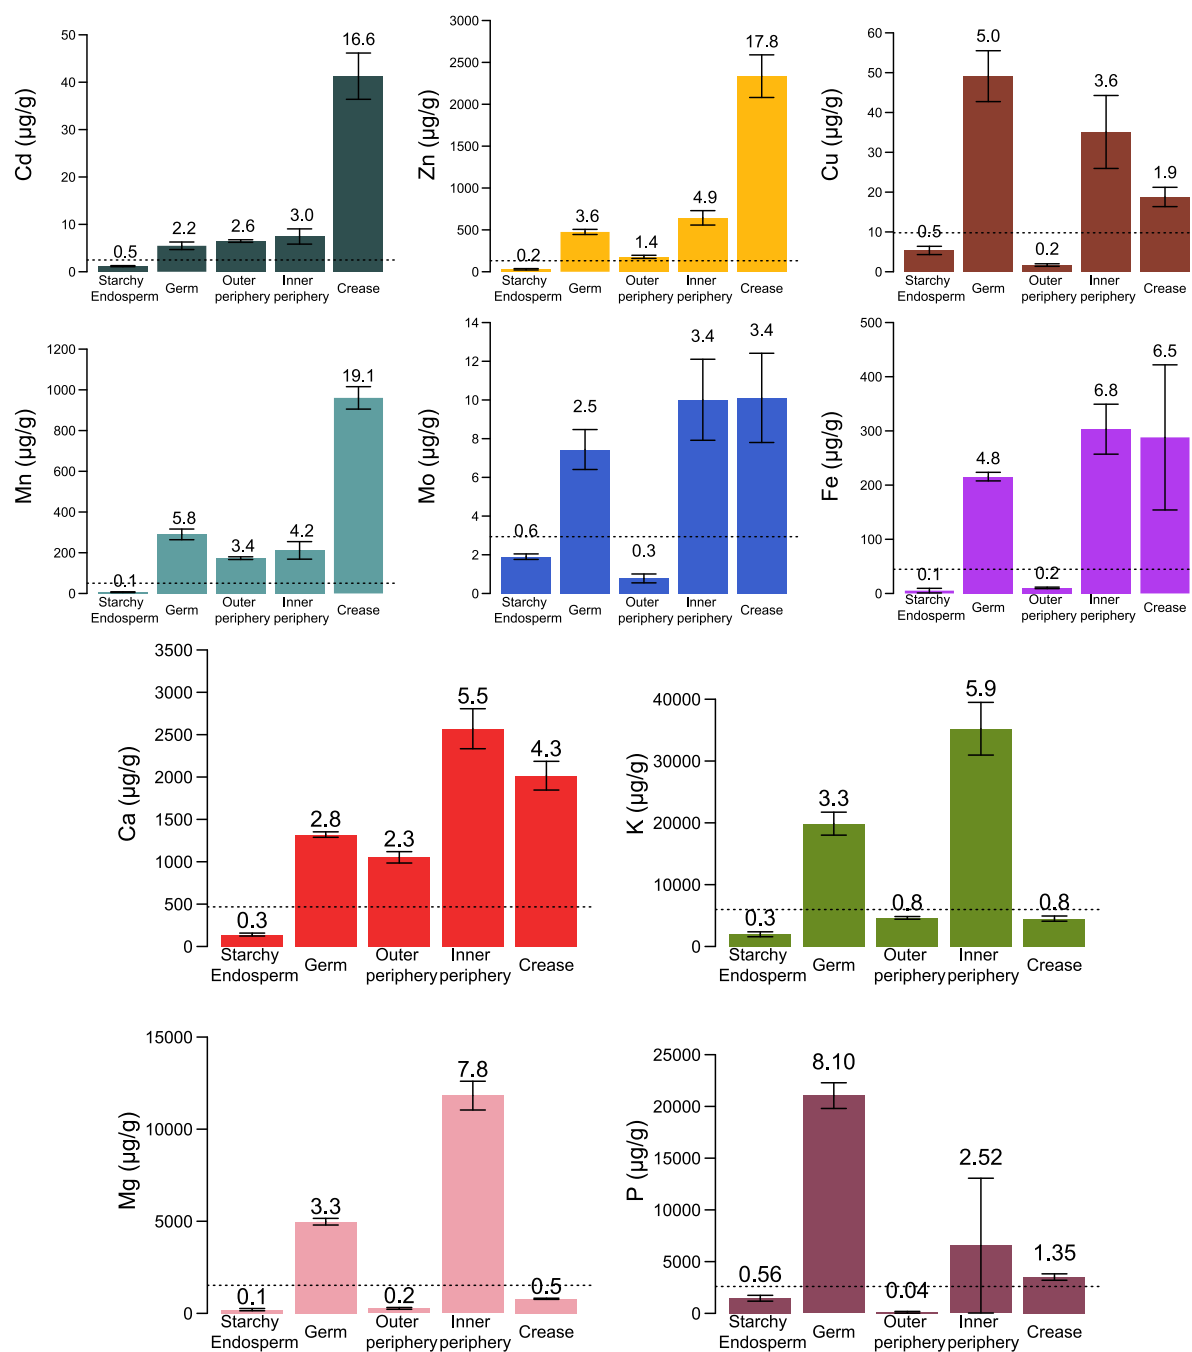 Cd (µg/g)
50
40
30
20
10
0
0.5
2.2
2.6
3.0
16.6
Starchy
Endosperm
Germ
Outer
periphery
Inner
periphery
Crease
Zn (µg/g)
3000
2500
2000
1500
1000
500
0
0.2
3.6
1.4
4.9
17.8
Starchy
Endosperm
Germ
Outer
periphery
Inner
periphery
Crease
Cu (µg/g)
60
50
40
30
20
10
0
0.5
5.0
0.2
3.6
1.9
Starchy
Endosperm
Germ
Outer
periphery
Inner
periphery
Crease
Mn (µg/g)
1200
1000
800
600
400
200
0
0.1
5.8
3.4
4.2
19.1
Starchy
Endosperm
Germ
Outer
periphery
Inner
periphery
Crease
Mo (µg/g)
14
12
10
8
6
4
2
0
0.6
2.5
0.3
3.4
3.4
Starchy
Endosperm
Germ
Outer
periphery
Inner
periphery
Crease
Fe (µg/g)
500
400
300
200
100
0
0.1
4.8
0.2
6.8
6.5
Starchy
Endosperm
Germ
Outer
periphery
Inner
periphery
Crease
Ca (µg/g)
3500
3000
2500
2000
1500
1000
500
0
0.3
2.8
2.3
5.5
4.3
Starchy
Endosperm
Germ
Outer
periphery
Inner
periphery
Crease
K (µg/g)
40000
30000
20000
10000
0
0.3
3.3
0.8
5.9
0.8
Starchy
Endosperm
Germ
Outer
periphery
Inner
periphery
Crease
Mg (µg/g)
15000
10000
5000
0
0.1
3.3
0.2
7.8
0.5
Starchy
Endosperm
Germ
Outer
periphery
Inner
periphery
Crease
P (µg/g)
25000
20000
15000
10000
5000
0
0.56
8.10
0.04
2.52
1.35
Starchy
Endosperm
Germ
Outer
periphery
Inner
periphery
Crease